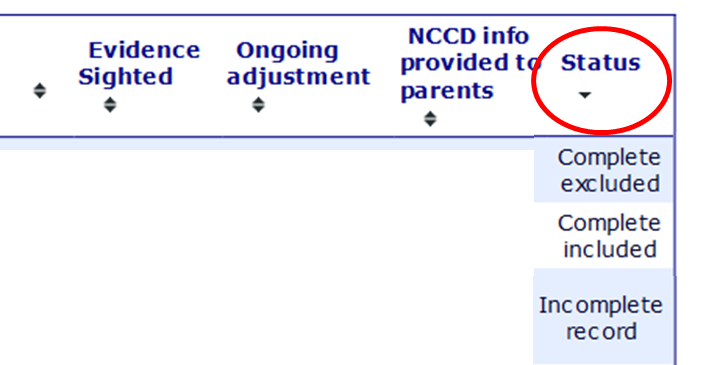 Evidence
Sighted
Ongoing
adjustment
NCCD info
provided to
parents
Status
Complete
excluded
Complete
included
Incomplete
record